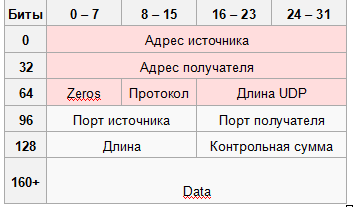 Биты 0 – 7 8 – 15 16 – 23 24 – 31
0 Адрес источника
32 Адрес получателя
64 Zeros Протокол Длина UDP
96 Порт источника Порт получателя
128 Длина Контрольная сумма
160+ Data